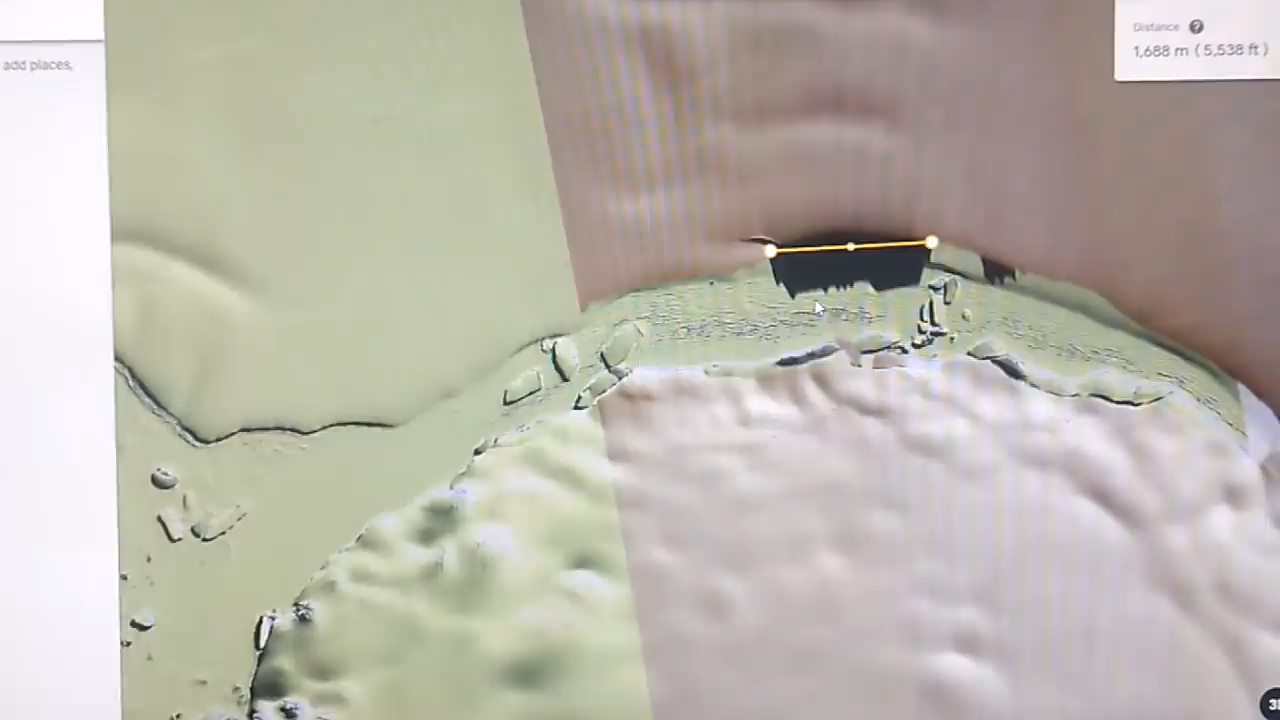 add places,
Distance ?
1,688 m (5,538 ft)